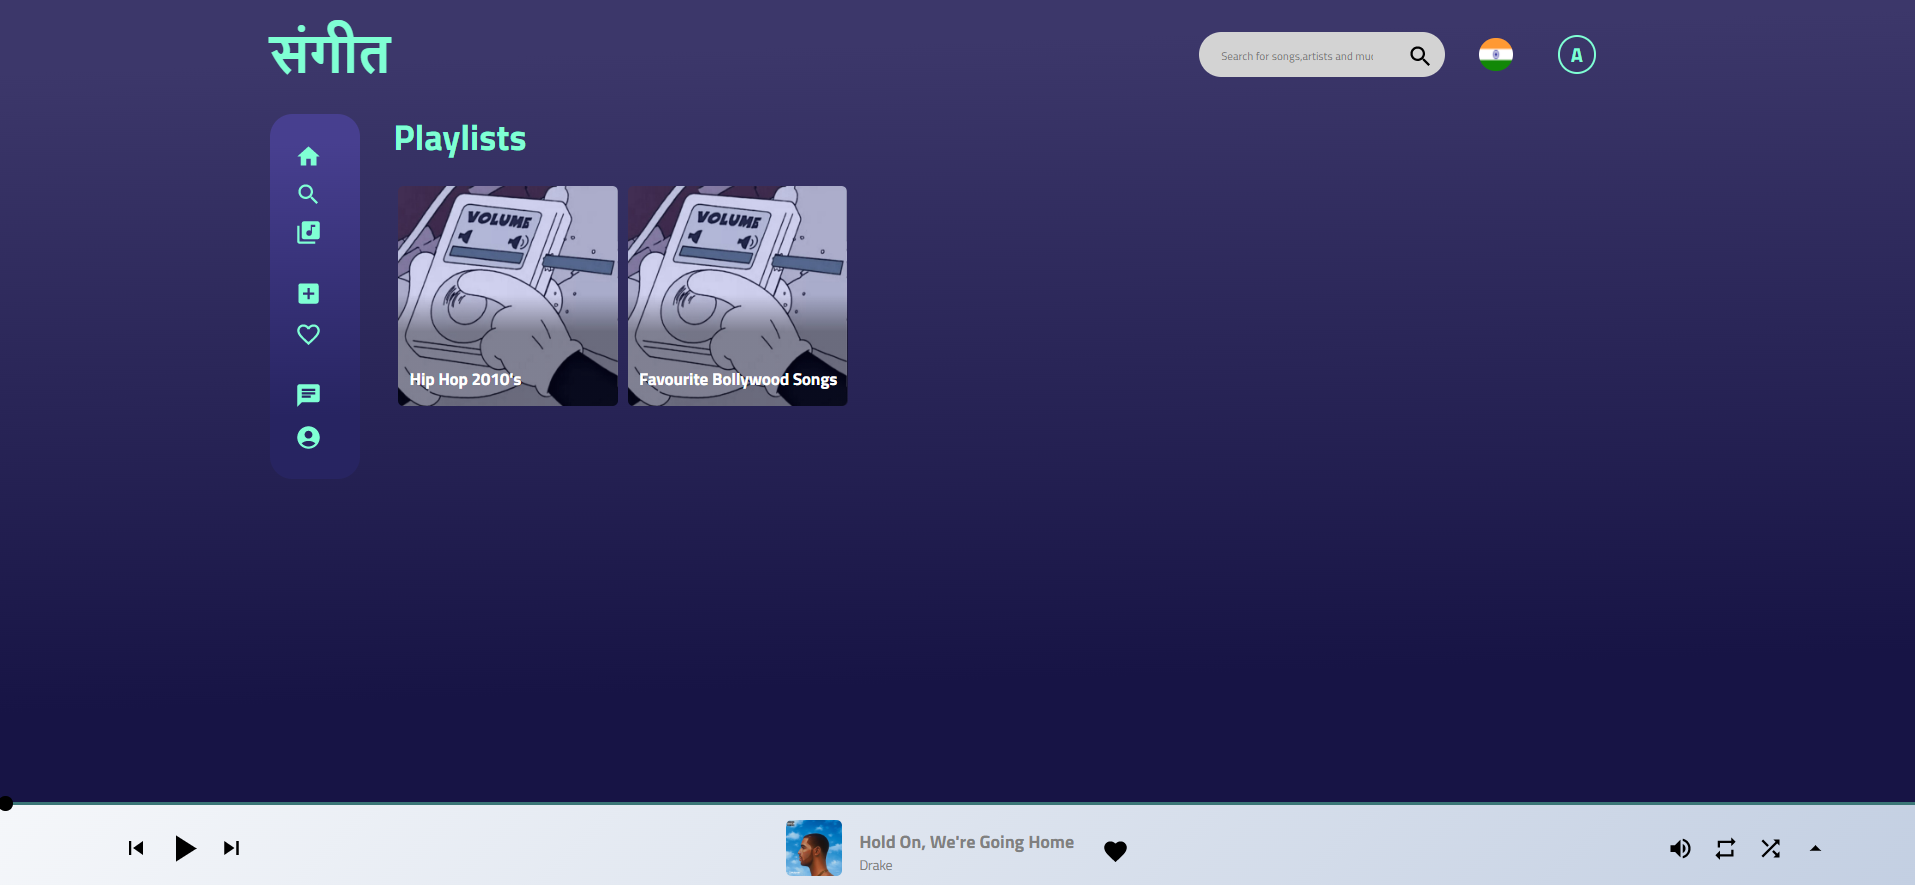 संगीत
Search for songs,artists and muc
A
Playlists
VOLUME
VOLUME
Hip Hop 2010's
Favourite Bollywood Songs
Hold On, We're Going Home
Drake